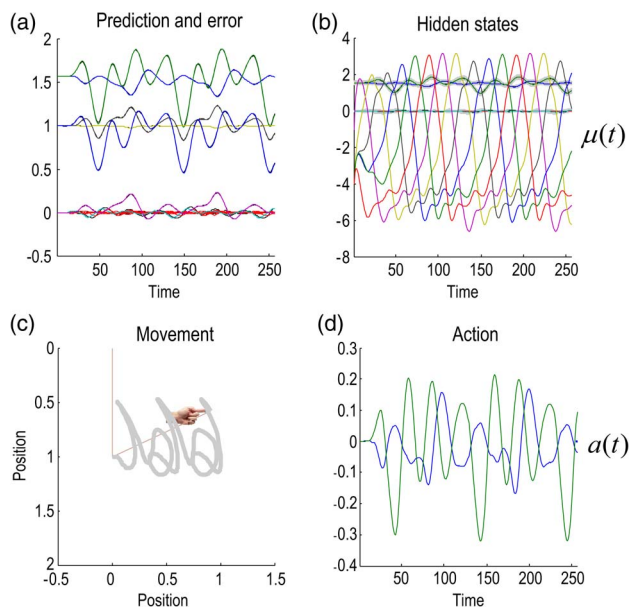 (a) Prediction and error
2
1.5
1
0.5
0
-0.5
50 100 150 200 250
Time
(b) Hidden states
4
2
0
-2
-4
-6
-8
50 100 150 200 250
Time
μ(t)
(c) Movement
Position
0
0.5
1
1.5
2
-0.5 0 0.5 1 1.5
Position
(d) Action
0.3
0.2
0.1
0
-0.1
-0.2
-0.3
-0.4
50 100 150 200 250
Time
a(t)